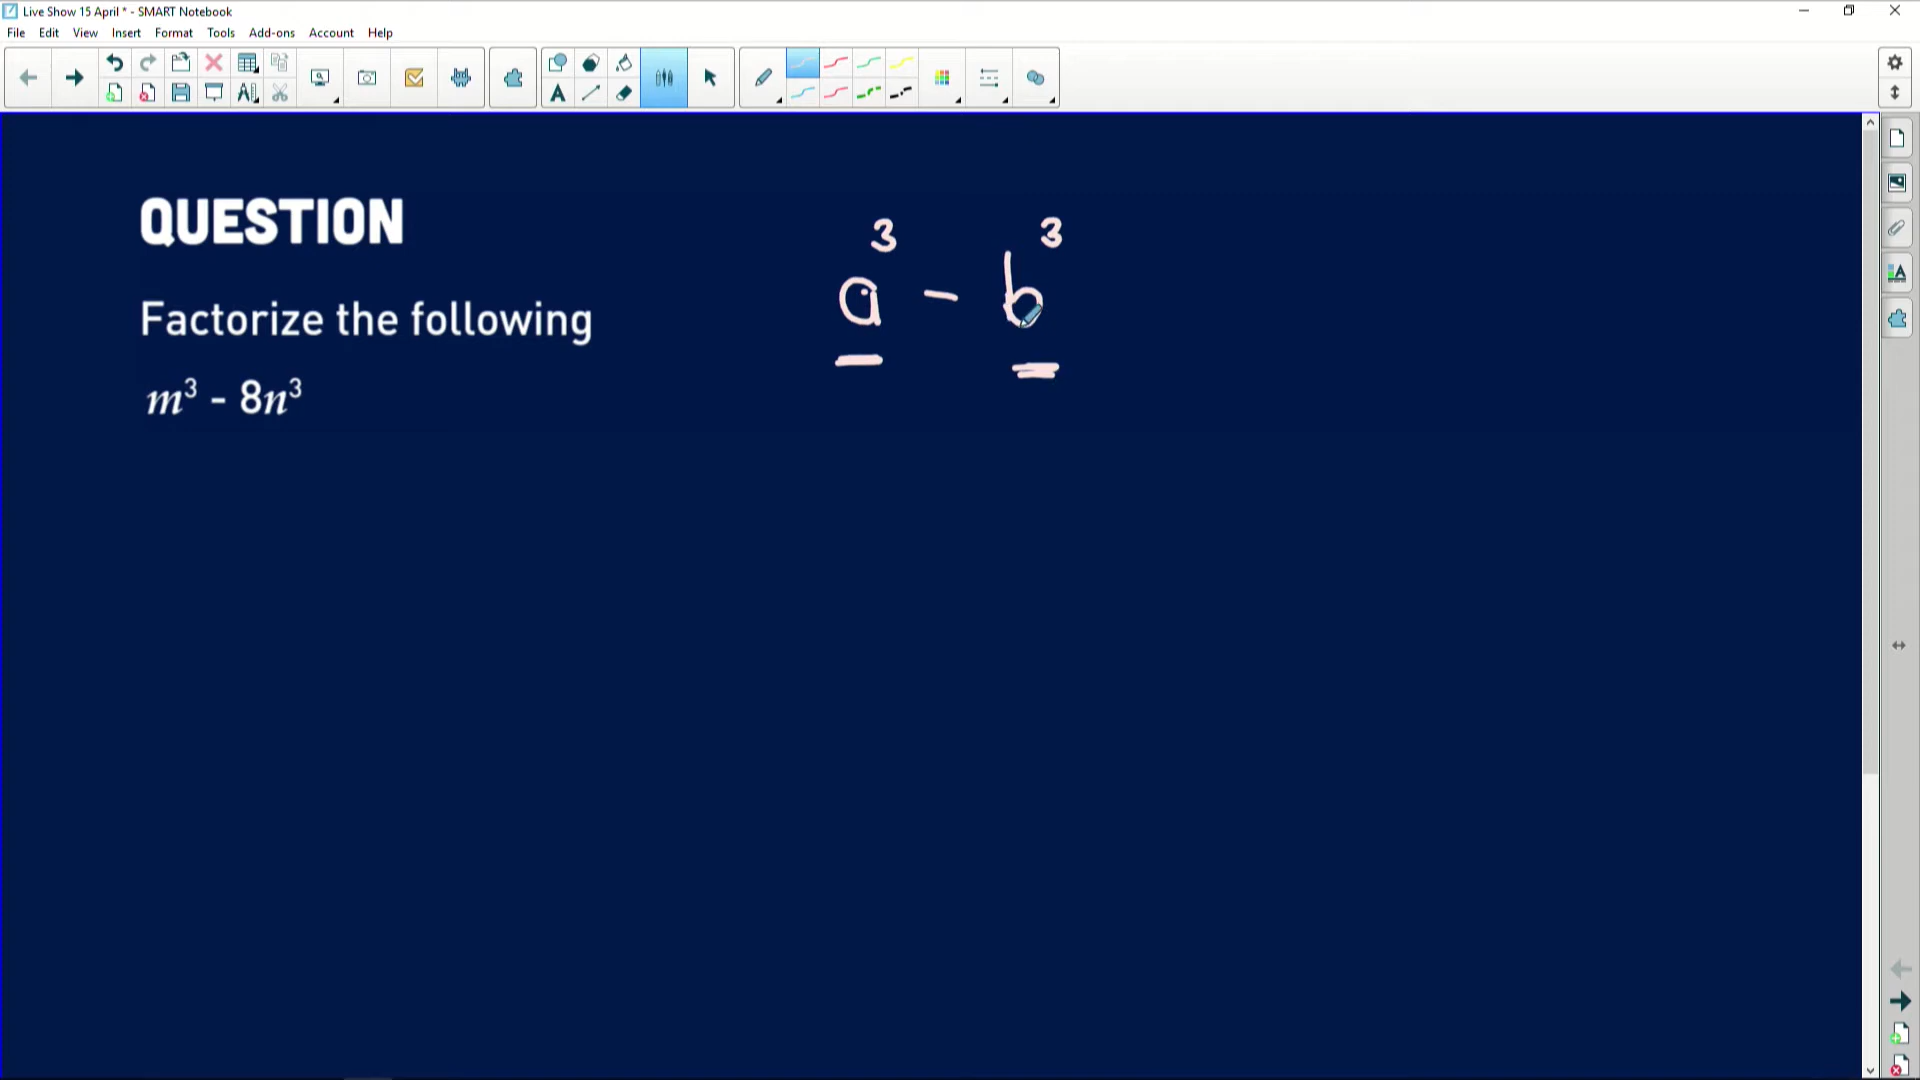 Live Show 15 April * - SMART Notebook
File Edit View Insert Format Tools Add-ons Account Help
QUESTION
Factorize the following
m³ - 8n³
a³ - b³